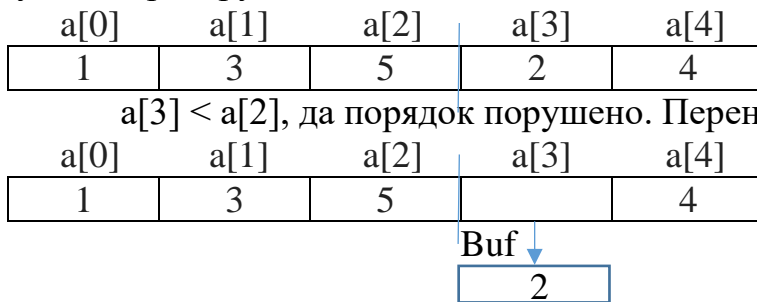 a[0] a[1] a[2] a[3] a[4]
1 3 5 2 4
a[3] < a[2], да порядок порушено. Перен
a[0] a[1] a[2] a[3] a[4]
1 3 5 4
Buf
2